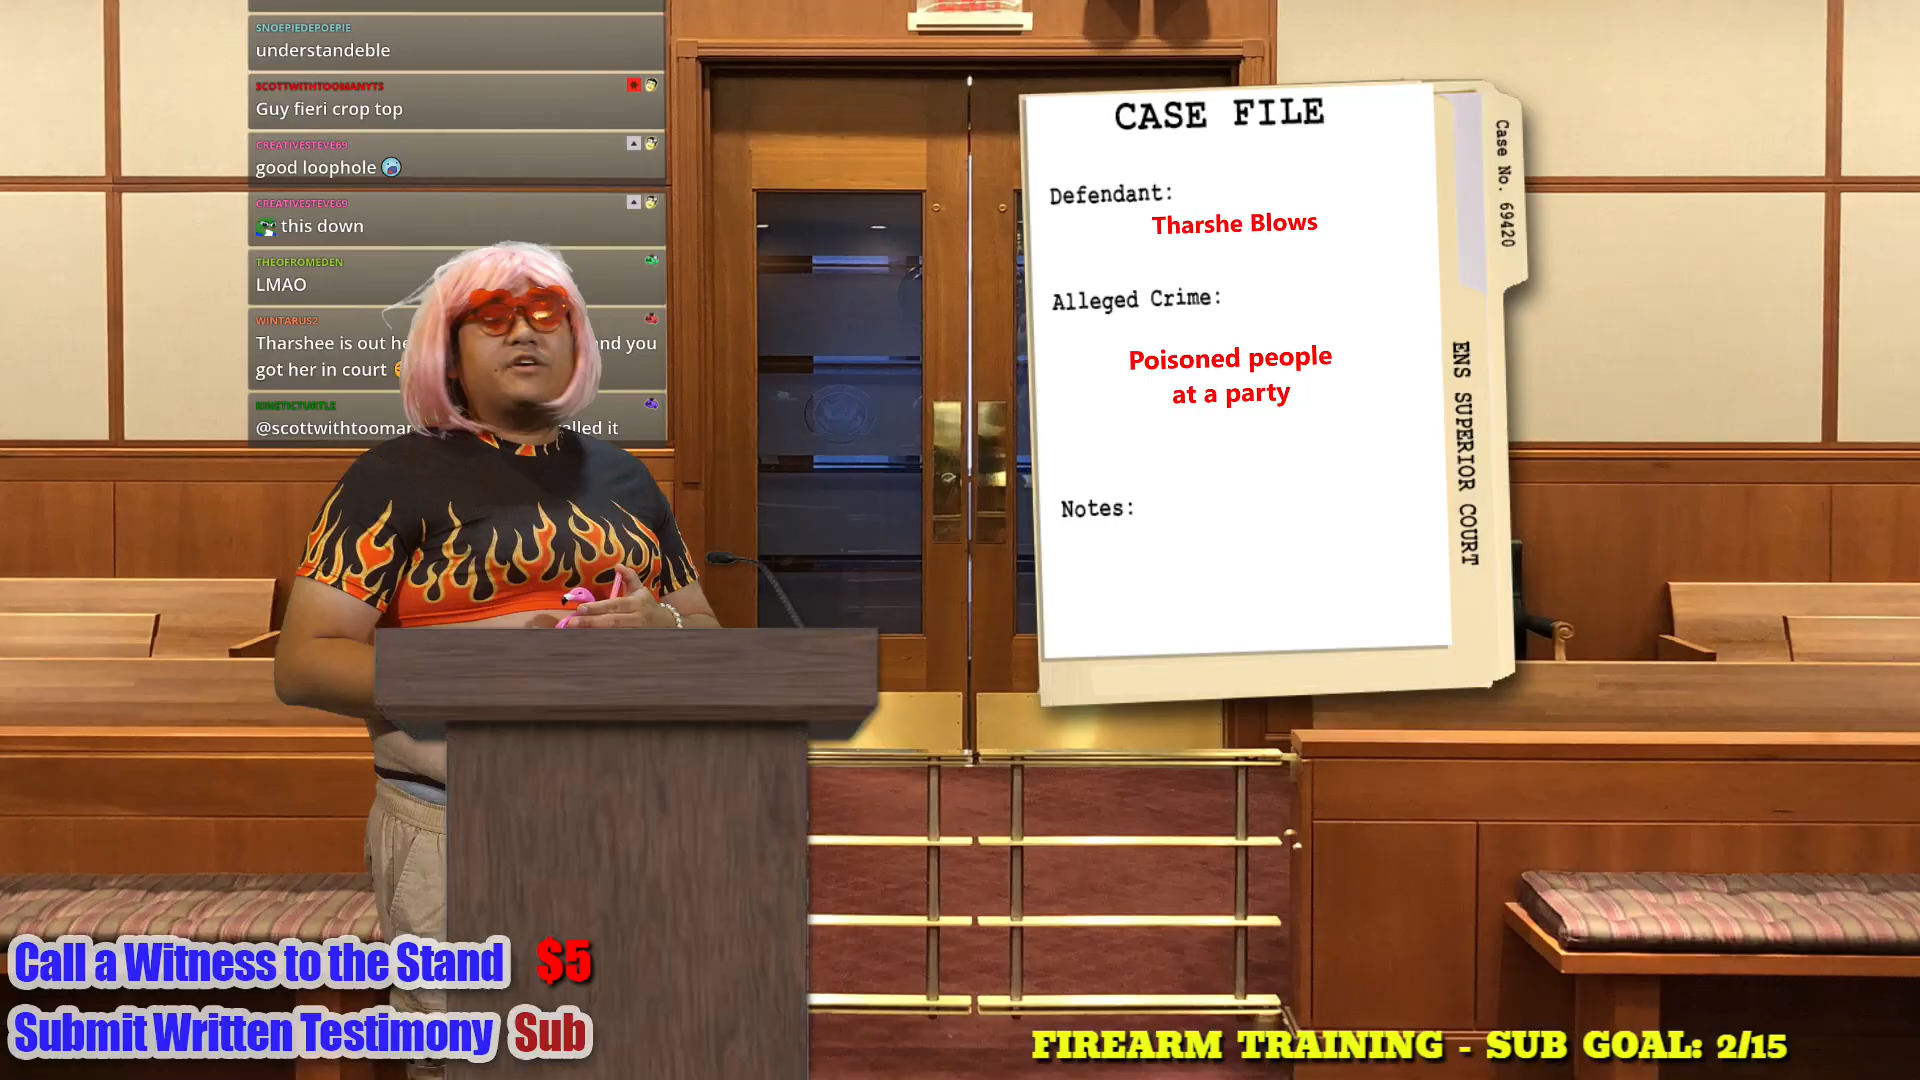 SNOEPIEDEPOEPIE
understandeble
SCOTTWITHTOOMANYTS
Guy fieri crop top
CREATIVESTEVE69
good loophole
CREATIVESTEVE69
this down
THEOFROMEDEN
LMAO
WINTARUS2
Tharshee is out nd you
got her in court
KINETICTURTLE
lled it
CASE FILE
Defendant:
Tharshe Blows
Alleged Crime:
Poisoned people
at a party
Notes:
Case No. 69420
ENS SUPERIOR COURT
Call a Witness to the Stand $5
Submit Written Testimony Sub
FIREARM TRAINING - SUB GOAL: 2/15